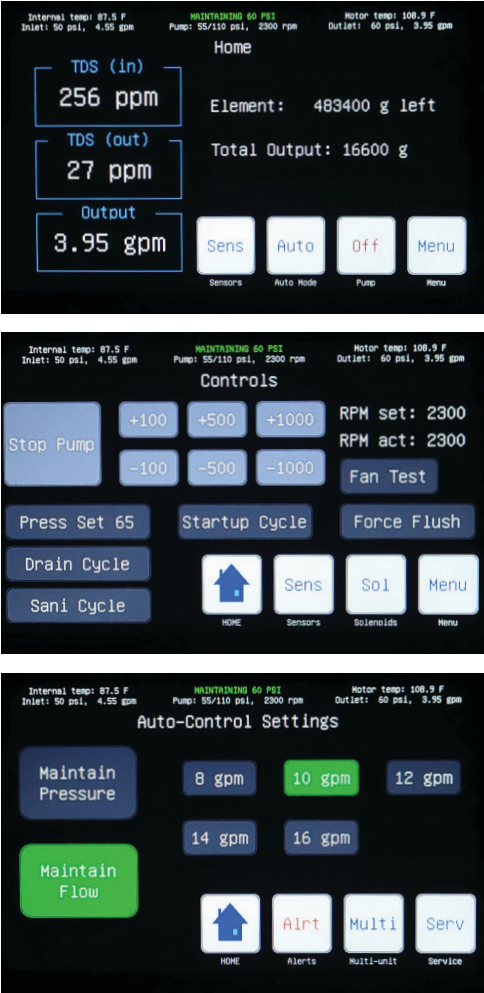 Internal temp: 87.5 F MAINTAINING 60 PSI Motor temp: 108.9 F
Inlet: 50 psi, 4.55 gpm Pump: 55/110 psi, 2300 rpm Outlet: 60 psi, 3.95 gpm
Home
TDS (in)
256 ppm
Element: 483400 g left
TDS (out)
27 ppm
Total Output: 16600 g
Output
3.95 gpm
Sens Auto Off Menu
Sensors Auto Mode Pump Menu
Internal temp: 87.5 F MAINTAINING 60 PSI Motor temp: 108.9 F
Inlet: 50 psi, 4.55 gpm Pump: 55/110 psi, 2300 rpm Outlet: 60 psi, 3.95 gpm
Controls
Stop Pump
+100 +500 +1000
RPM set: 2300
RPM act: 2300
-100 -500 -1000
Fan Test
Press Set 65 Startup Cycle Force Flush
Drain Cycle
Sani Cycle
Sens Sol Menu
HOME Sensors Solenoids Menu
Internal temp: 87.5 F MAINTAINING 60 PSI Motor temp: 108.9 F
Inlet: 50 psi, 4.55 gpm Pump: 55/110 psi, 2300 rpm Outlet: 60 psi, 3.95 gpm
Auto-Control Settings
Maintain
Pressure
8 gpm 10 gpm 12 gpm
14 gpm 16 gpm
Maintain
Flow
Alrt Multi Serv
HOME Alerts Multi-unit Service